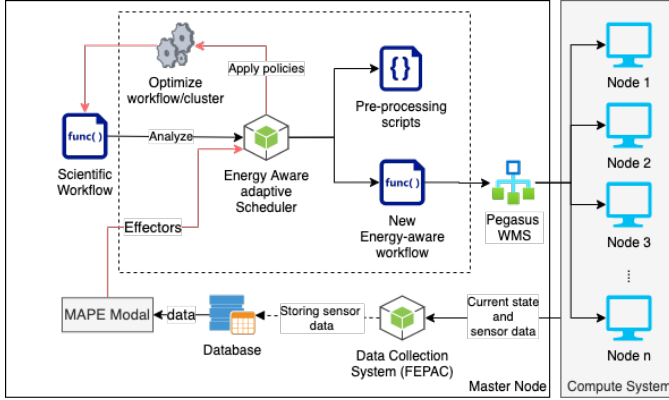 Optimize
workflow/cluster
Apply policies
{ }
Pre-processing
scripts
Node 1
func( )
Scientific
Workflow
Analyze
Energy Aware
adaptive
Scheduler
func( )
New
Energy-aware
workflow
Pegasus
WMS
Node 2
Node 3
Effectors
MAPE Modal
data
Database
Storing sensor
data
Data Collection
System (FEPAC)
Current state
and
sensor data
Node n
Master Node
Compute System